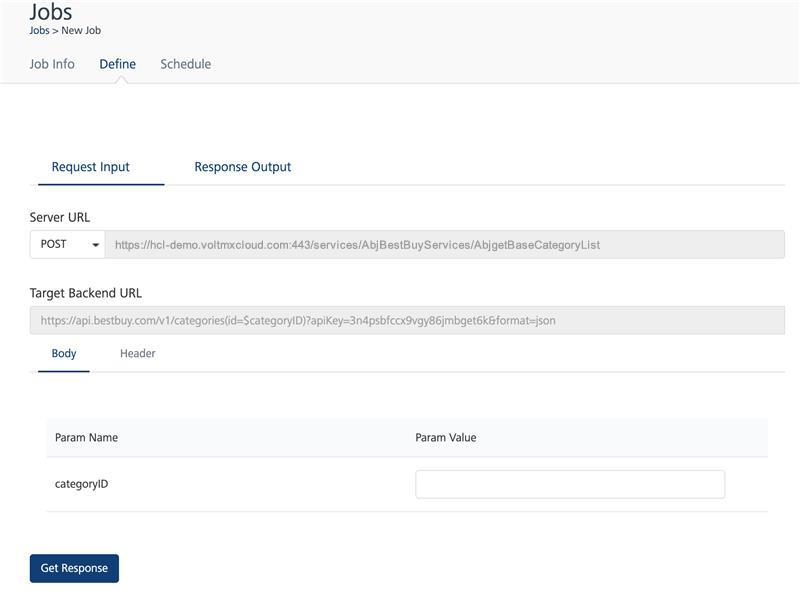 Jobs
Jobs > New Job
Job Info Define Schedule
Request Input Response Output
Server URL
POST https://hcl-demo.voltmxcloud.com:443/services/AbjBestBuyServices/AbjgetBaseCategoryList
Target Backend URL
https://api.bestbuy.com/v1/categories(id=$categoryID)?apiKey=3n4psbfccx9vgy86jmbget6k&format=json
Body Header
Param Name Param Value
categoryID
Get Response